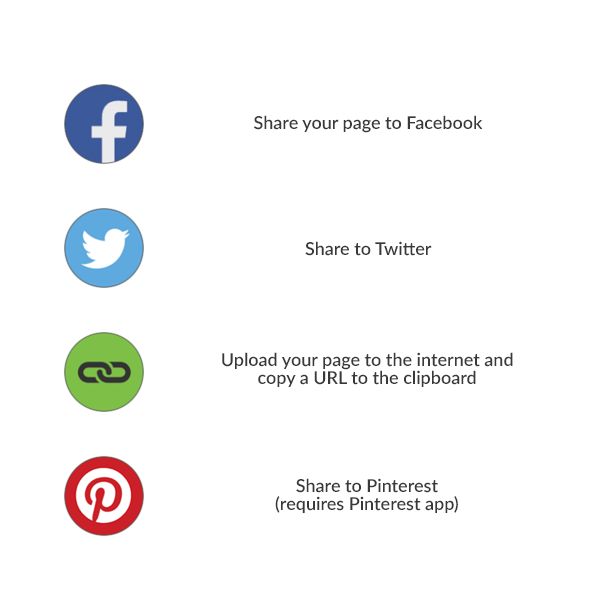 Share your page to Facebook
Share to Twitter
Upload your page to the internet and
copy a URL to the clipboard
Share to Pinterest
(requires Pinterest app)